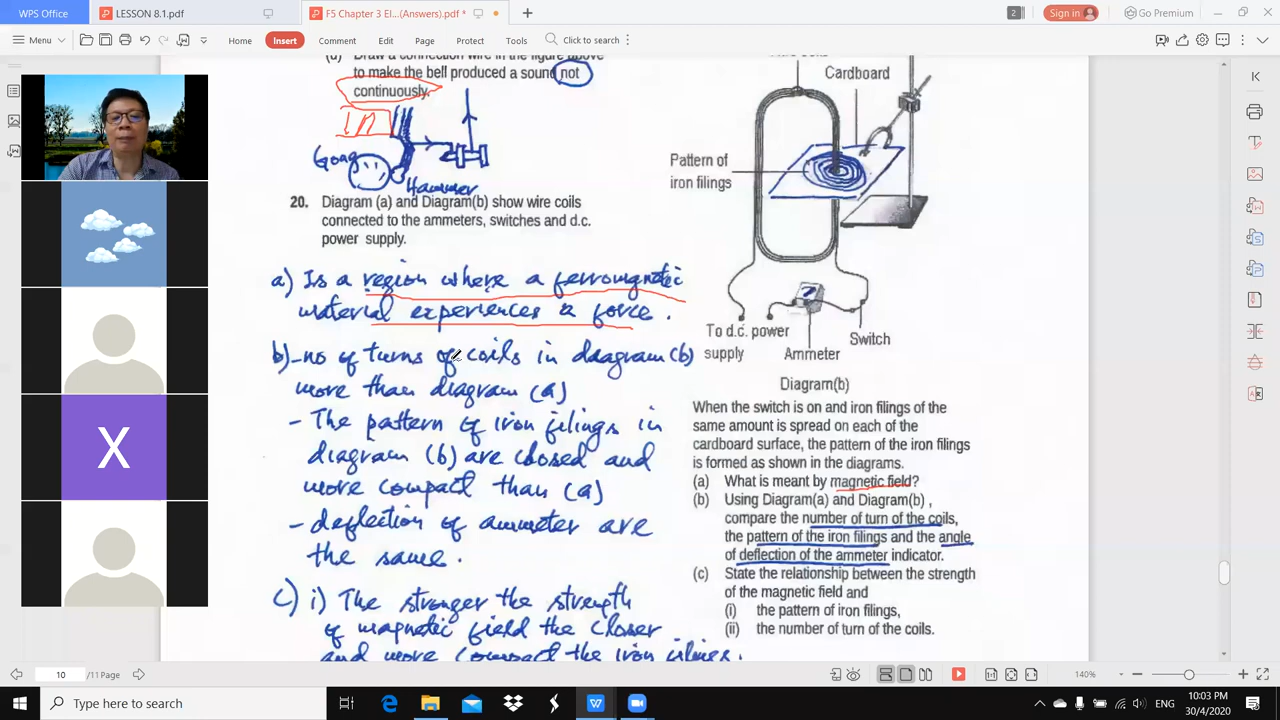 WPS Office
LESSON 8.1.pdf
F5 Chapter 3 El...(Answers).pdf *
2
Sign in
Go Premium
Menu
Home
Insert
Comment
Edit
Page
Protect
Tools
Click to search
(d) Draw a connection wire in the figure above
to make the bell produced a sound not
continuously.
Gong
Hammer
20. Diagram (a) and Diagram(b) show wire coils
connected to the ammeters, switches and d.c.
power supply.
a) Is a region where a ferromgnetic
material experiences a force.
b) - no of turns of coils in diagram (b)
more than diagram (a)
- The pattern of iron filings in
diagram (b) are closed and
more compact than (a)
- deflection of ammeter are
the same.
c) i) The stronger the strength
of magnetic field the closer
and more compact the iron filings.
Cardboard
Pattern of
iron filings
To d.c. power
supply
Ammeter
Switch
Diagram(b)
When the switch is on and iron filings of the
same amount is spread on each of the
cardboard surface, the pattern of the iron filings
is formed as shown in the diagrams.
(a) What is meant by magnetic field?
(b) Using Diagram(a) and Diagram(b) ,
compare the number of turn of the coils,
the pattern of the iron filings and the angle
of deflection of the ammeter indicator.
(c) State the relationship between the strength
of the magnetic field and
(i) the pattern of iron filings,
(ii) the number of turn of the coils.
X
10 /11 Page
140%
Type here to search
ENG
10:03 PM
30/4/2020